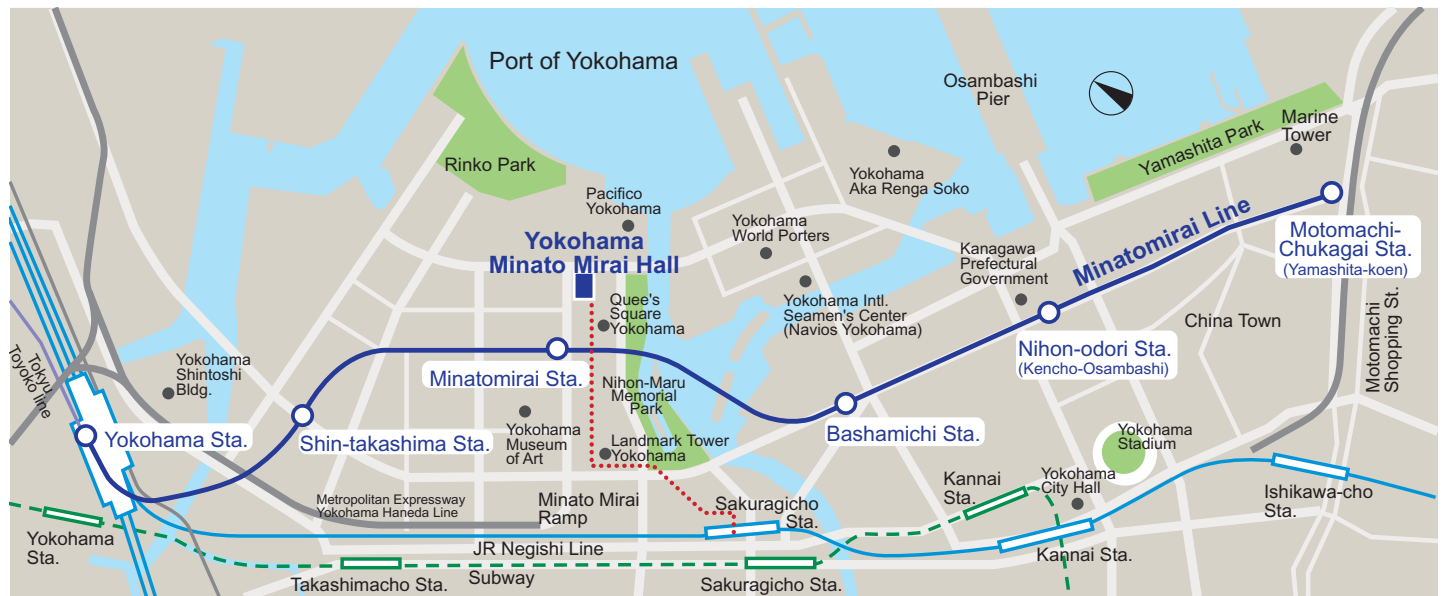 Port of Yokohama
Osambashi
Pier
Rinko Park
Yamashita Park
Marine
Tower
Pacifico
Yokohama
Yokohama
Aka Renga Soko
Yokohama
World Porters
Yokohama
Minato Mirai Hall
Kanagawa
Prefectural
Government
Minatomirai Line
Motomachi-
Chukagai Sta.
(Yamashita-koen)
Quee's
Square
Yokohama
Yokohama Intl.
Seamen's Center
(Navios Yokohama)
China Town
Motomachi
Shopping St.
Tokyu
Toyoko line
Yokohama
Shintoshi
Bldg.
Minatomirai Sta.
Nihon-Maru
Memorial
Park
Nihon-odori Sta.
(Kencho-Osambashi)
Yokohama Sta.
Shin-takashima Sta.
Yokohama
Museum
of Art
Landmark Tower
Yokohama
Bashamichi Sta.
Yokohama
Stadium
Metropolitan Expressway
Yokohama Haneda Line
Minato Mirai
Ramp
Sakuragicho
Sta.
Kannai
Sta.
Yokohama
City Hall
Ishikawa-cho
Sta.
Yokohama
Sta.
JR Negishi Line
Kannai Sta.
Takashimacho Sta.
Subway
Sakuragicho Sta.